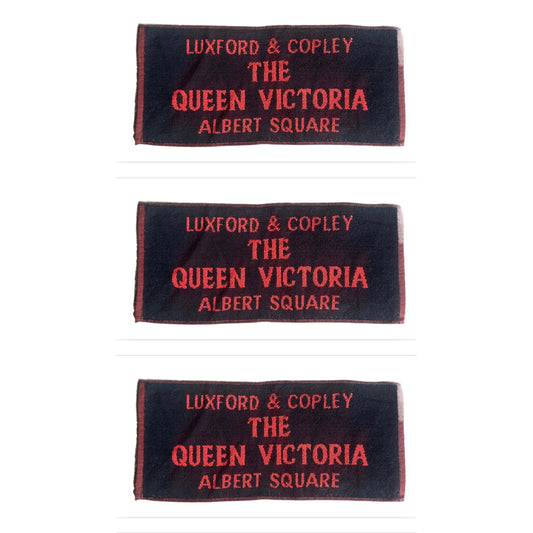 LUXFORD & COPLEY
THE
QUEEN VICTORIA
ALBERT SQUARE
LUXFORD & COPLEY
THE
QUEEN VICTORIA
ALBERT SQUARE
LUXFORD & COPLEY
THE
QUEEN VICTORIA
ALBERT SQUARE